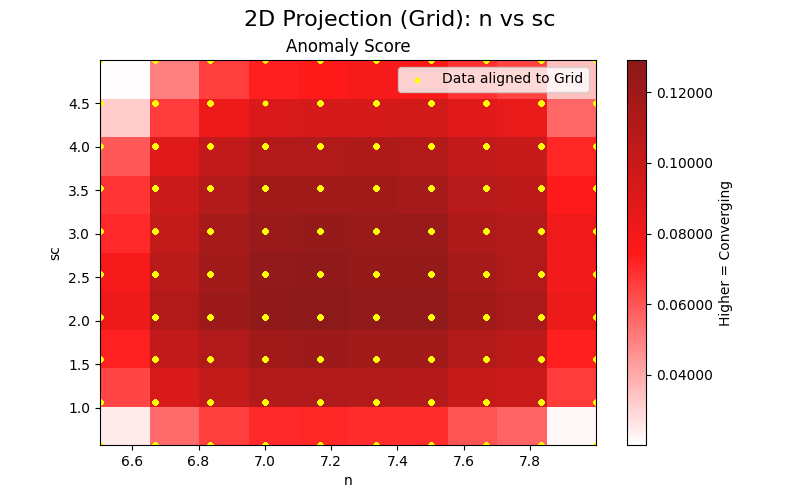 2D Projection (Grid): n vs sc
Anomaly Score
Data aligned to Grid
4.5
4.0
3.5
3.0
2.5
2.0
1.5
1.0
sc
6.6 6.8 7.0 7.2 7.4 7.6 7.8
n
0.12000
0.10000
0.08000
0.06000
0.04000
Higher = Converging